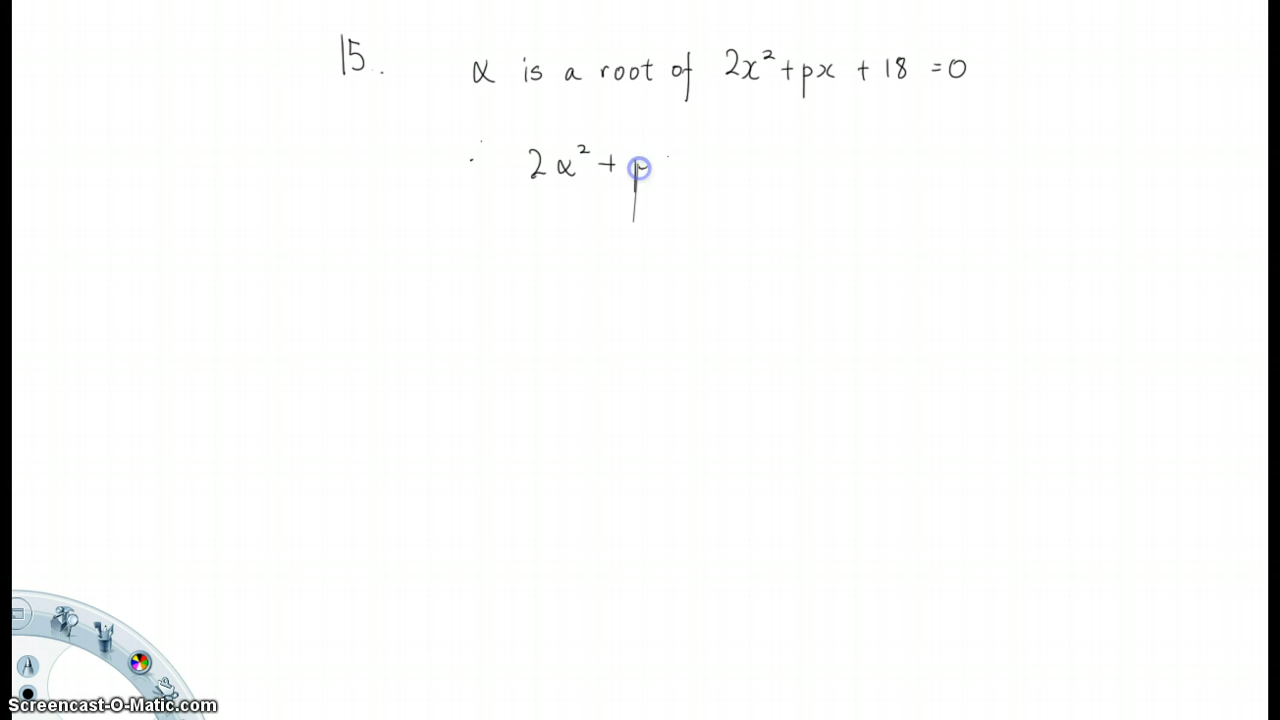 15.. α is a root of 2x²+px + 18 =0
∴ 2α² + p
Screencast-O-Matic.com